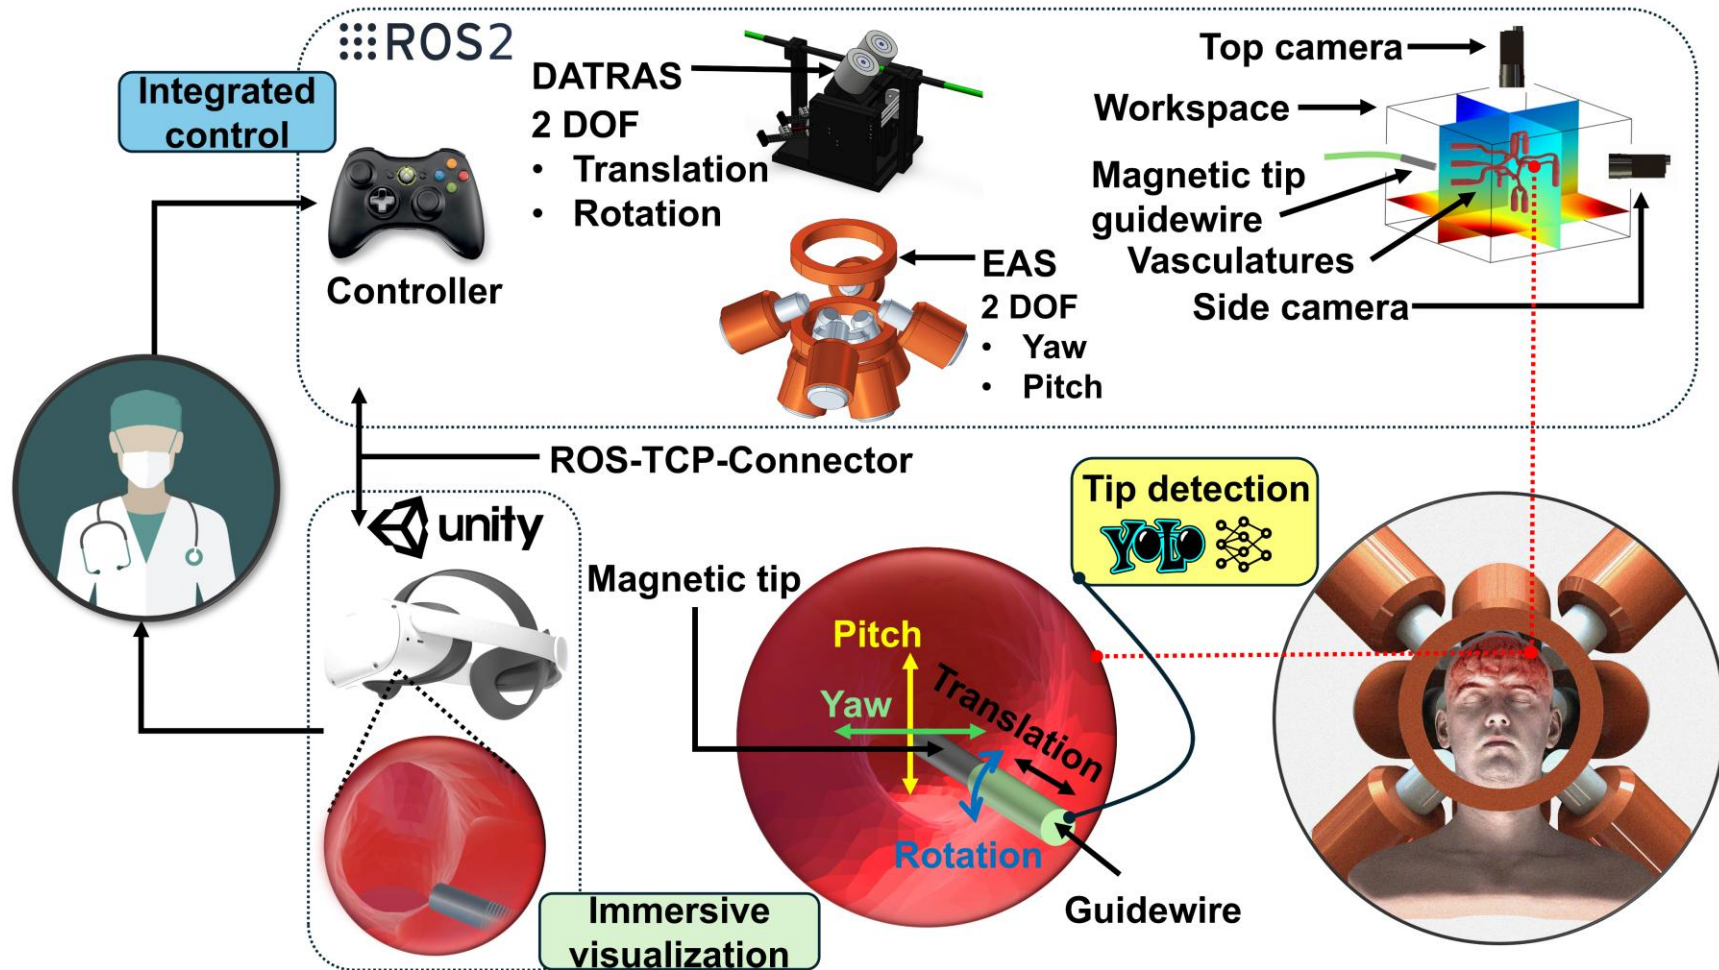 ROS2
Integrated
control
DATRAS
2 DOF
• Translation
• Rotation
Controller
EAS
2 DOF
• Yaw
• Pitch
Top camera
Workspace
Magnetic tip
guidewire
Vasculatures
Side camera
ROS-TCP-Connector
unity
Tip detection
YOLO
Magnetic tip
Pitch
Yaw
Translation
Rotation
Guidewire
Immersive
visualization